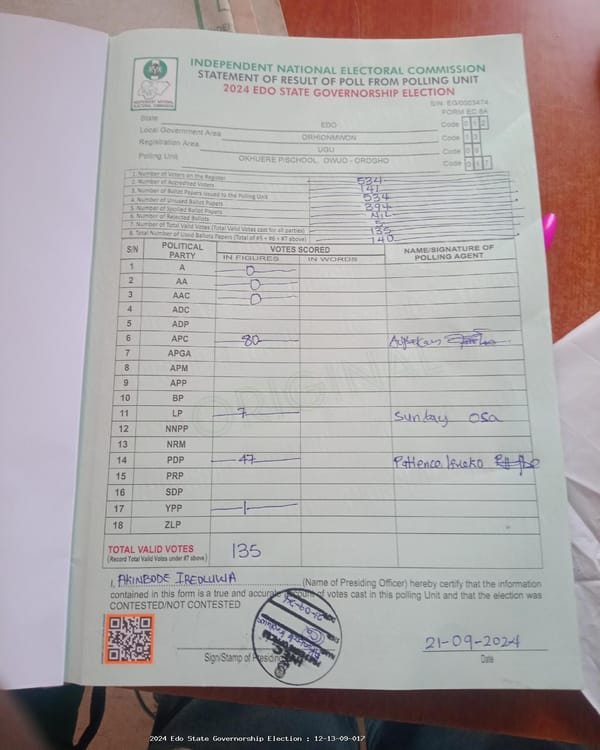 INDEPENDENT NATIONAL ELECTORAL COMMISSION
STATEMENT OF RESULT OF POLL FROM POLLING UNIT
2024 EDO STATE GOVERNORSHIP ELECTION
INDEPENDENT NATIONAL ELECTORAL COMMISSION
S/N: EG/0003474
FORM EC 8A
State EDO Code 012
Local Government Area ORHIONMWON Code 13
Registration Area UGU Code 09
Polling Unit OKHUERE P/SCHOOL, OWUO - OROGHO Code 017
1. Number of Voters on the Register 534
2. Number of Accredited Voters 141
3. Number of Ballot Papers Issued to the Polling Unit 534
4. Number of Unused Ballot Papers 394
5. Number of Spoiled Ballot Papers NIL
6. Number of Rejected Ballots 5
7. Number of Total Valid Votes (Total Valid Votes cast for all parties) 135
8. Total Number of Used Ballots Papers (Total of #5 + #6 + #7 above) 140
S/N POLITICAL PARTY VOTES SCORED NAME/SIGNATURE OF POLLING AGENT
IN FIGURES IN WORDS
1 A 0
2 AA 0
3 AAC 0
4 ADC
5 ADP
6 APC 80
7 APGA
8 APM
9 APP
10 BP
11 LP 7 Sunday Osa
12 NNPP
13 NRM
14 PDP 47 Patience
15 PRP
16 SDP
17 YPP 1
18 ZLP
ORIGINAL
TOTAL VALID VOTES 135
(Record Total Valid Votes under #7 above)
I, AKINBODE IREOLUWA (Name of Presiding Officer) hereby certify that the information
contained in this form is a true and accurate account of votes cast in this polling Unit and that the election was
CONTESTED/NOT CONTESTED
21-09-24
21-09-2024
Sign/Stamp of Presiding Date
2024 Edo State Governorship Election : 12-13-09-017